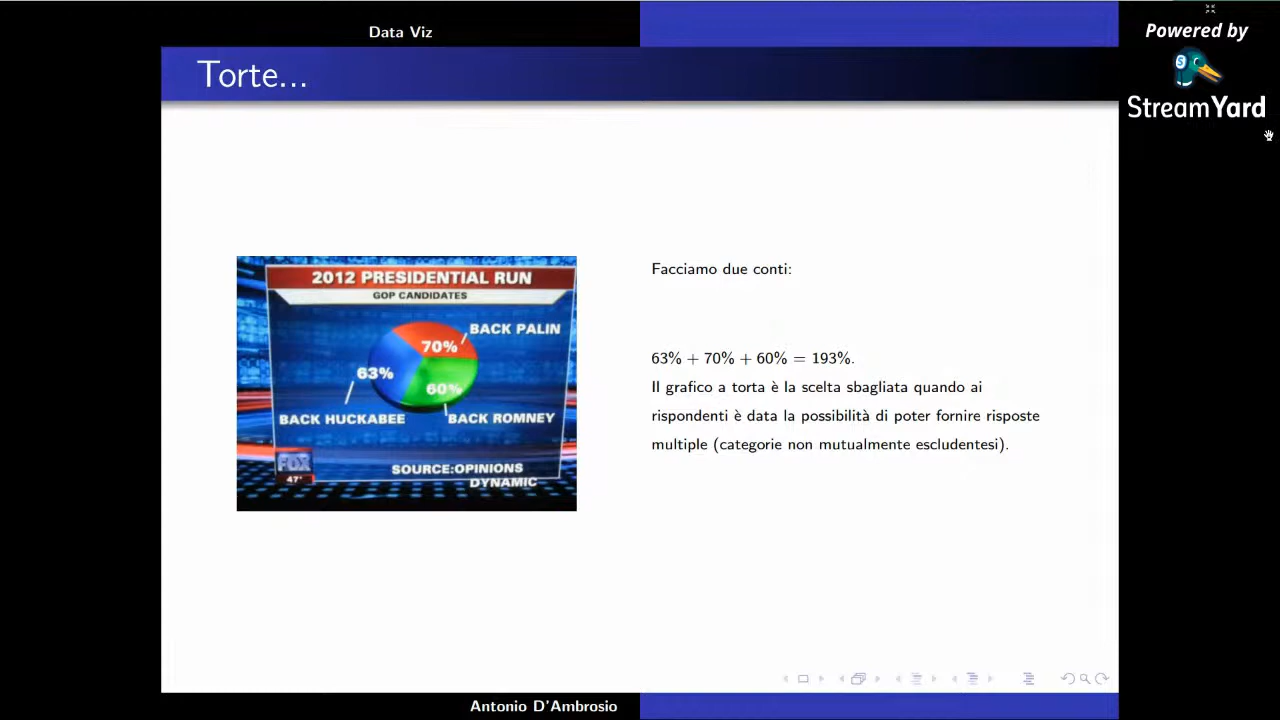 Data Viz
Powered by
StreamYard
Torte...
2012 PRESIDENTIAL RUN
GOP CANDIDATES
BACK PALIN
70%
63%
60%
BACK HUCKABEE
BACK ROMNEY
FOX
47°
SOURCE:OPINIONS
DYNAMIC
Facciamo due conti:
63% + 70% + 60% = 193%.
Il grafico a torta è la scelta sbagliata quando ai
rispondenti è data la possibilità di poter fornire risposte
multiple (categorie non mutualmente escludentesi).
Antonio D'Ambrosio